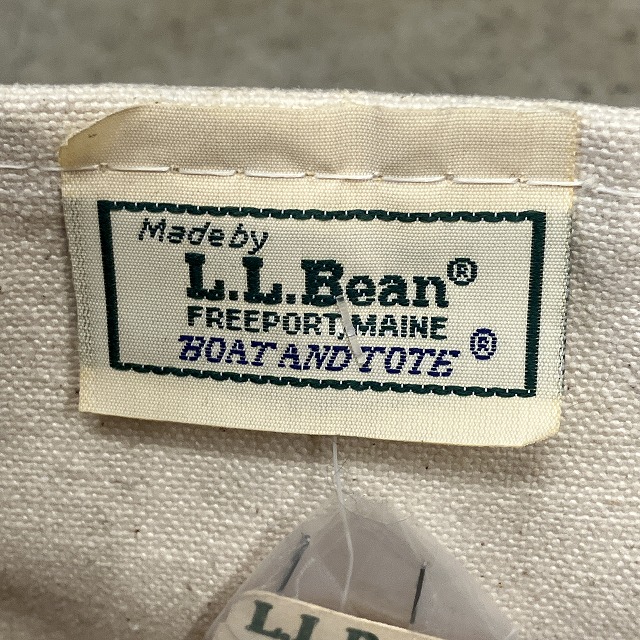 Made by
L.L.Bean®
FREEPORT, MAINE
BOAT AND TOTE ®
L.L.B